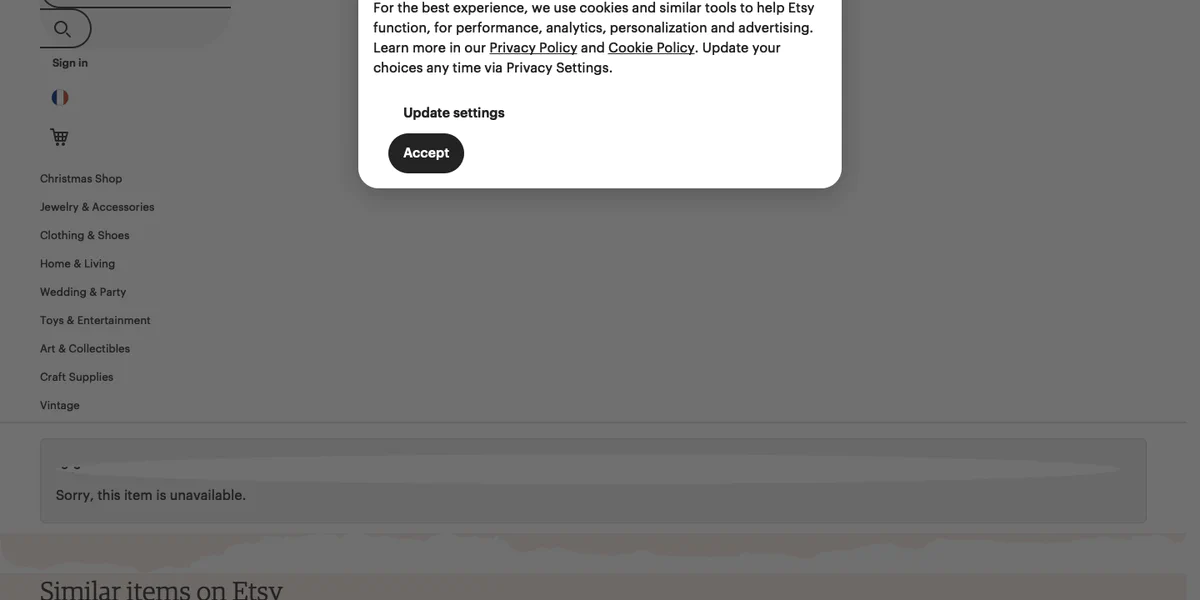 For the best experience, we use cookies and similar tools to help Etsy
function, for performance, analytics, personalization and advertising.
Learn more in our Privacy Policy and Cookie Policy. Update your
choices any time via Privacy Settings.
Update settings
Accept
Sign in
Christmas Shop
Jewelry & Accessories
Clothing & Shoes
Home & Living
Wedding & Party
Toys & Entertainment
Art & Collectibles
Craft Supplies
Vintage
Sorry, this item is unavailable.
Similar items on Etsy